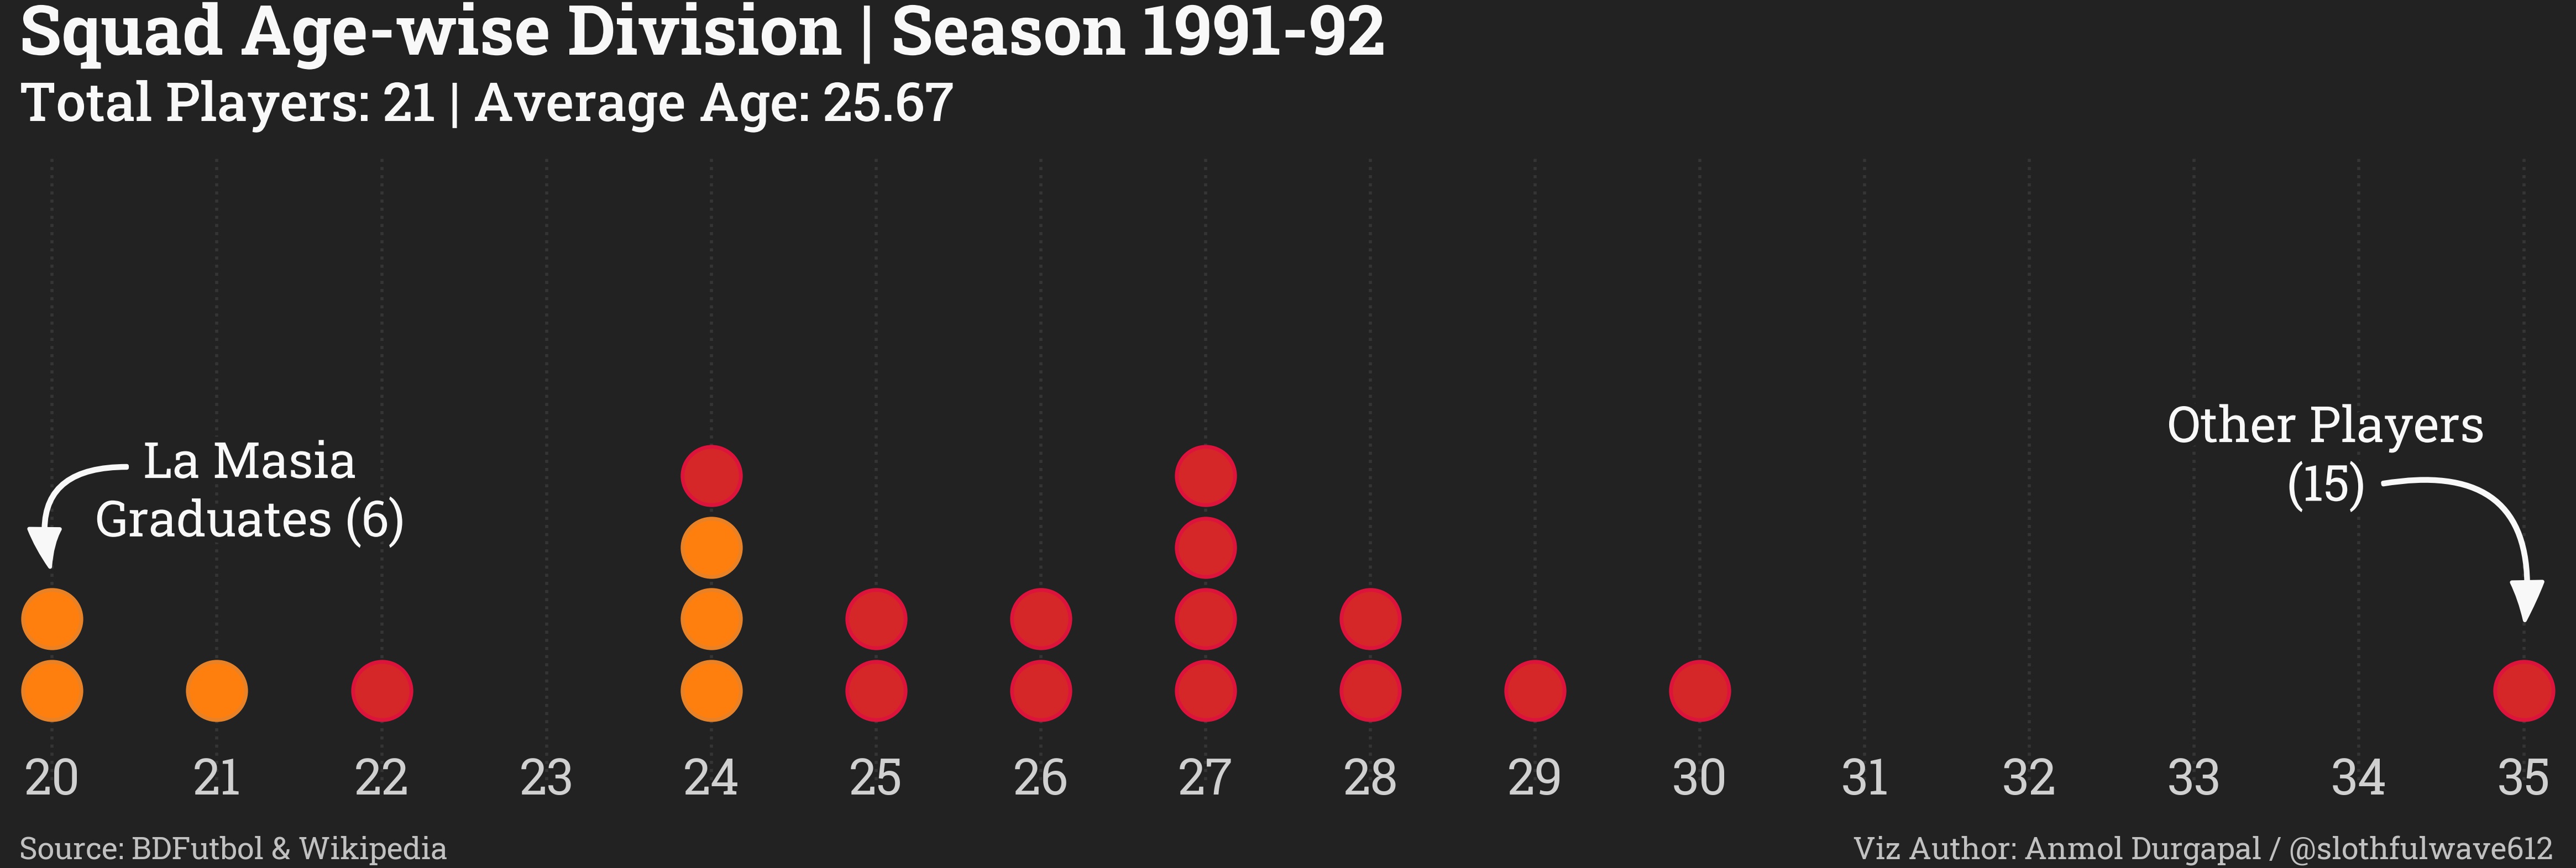 Squad Age-wise Division | Season 1991-92
Total Players: 21 | Average Age: 25.67
La Masia
Graduates (6)
Other Players
(15)
20 21 22 23 24 25 26 27 28 29 30 31 32 33 34 35
Source: BDFutbol & Wikipedia
Viz Author: Anmol Durgapal / @slothfulwave612